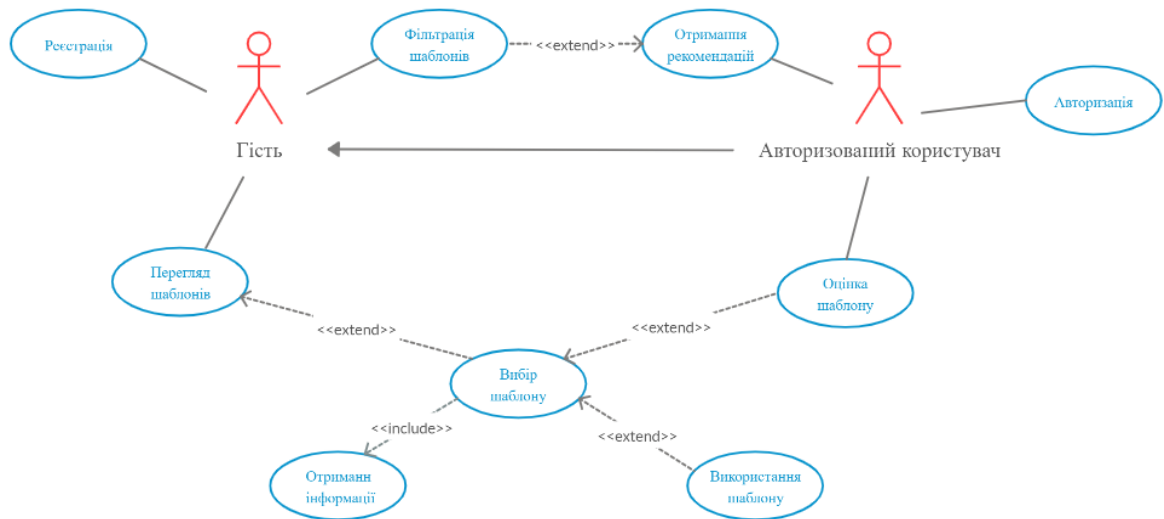 Реєстрація
Фільтрація
шаблонів
<<extend>>
Отримання
рекомендацій
Авторизація
Гість
Авторизований користувач
Перегляд
шаблонів
Оцінка
шаблону
<<extend>>
<<extend>>
Вибір
шаблону
<<include>>
<<extend>>
Отриманн
інформації
Використання
шаблону